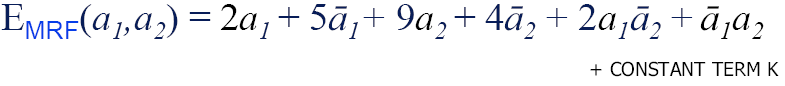 E_MRF(a₁,a₂) = 2a₁ + 5ā₁ + 9a₂ + 4ā₂ + 2a₁ā₂ + ā₁a₂
+ CONSTANT TERM K